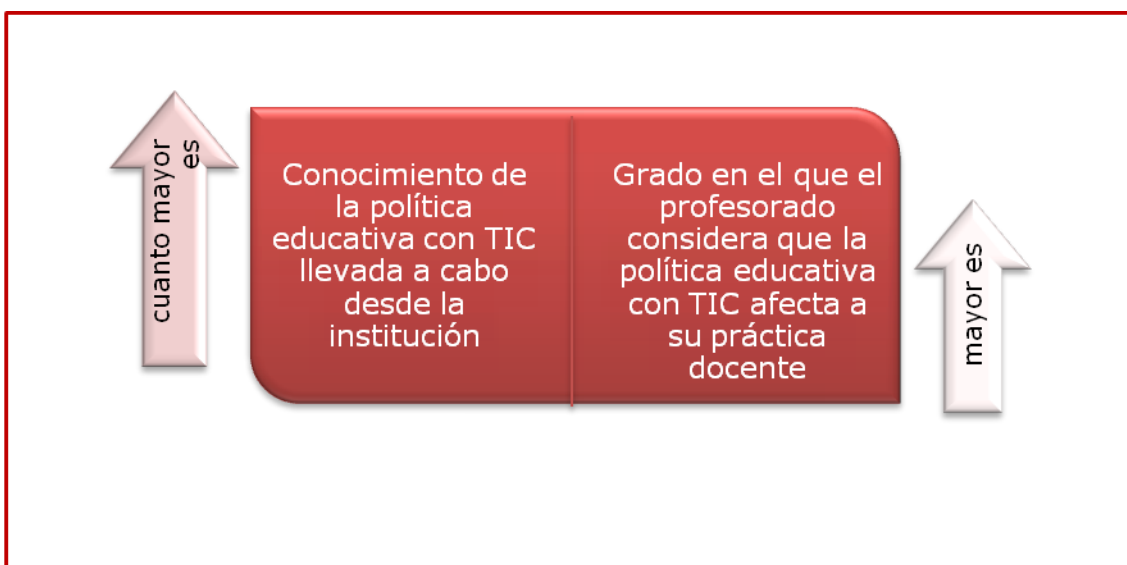 cuanto mayor
es
Conocimiento de
la política
educativa con TIC
llevada a cabo
desde la
institución
Grado en el que el
profesorado
considera que la
política educativa
con TIC afecta a
su práctica
docente
mayor es